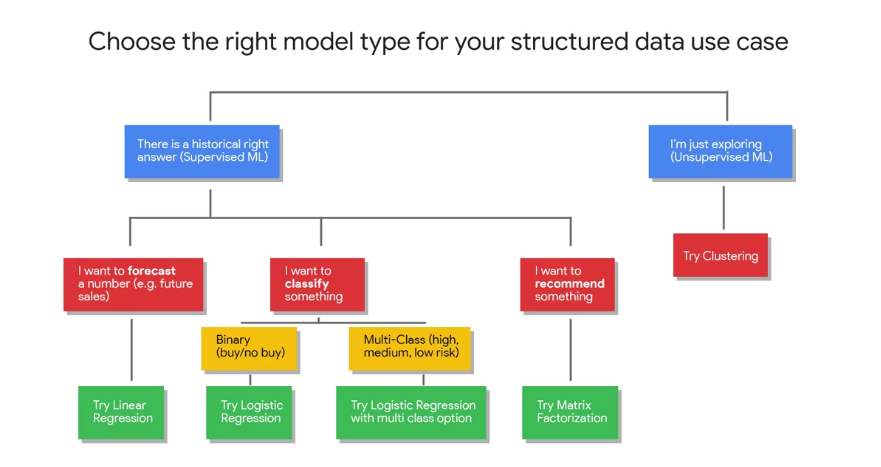 Choose the right model type for your structured data use case
There is a historical right
answer (Supervised ML)
I'm just exploring
(Unsupervised ML)
Try Clustering
I want to forecast
a number (e.g. future
sales)
I want to
classify
something
I want to
recommend
something
Binary
(buy/no buy)
Multi-Class (high,
medium, low risk)
Try Linear
Regression
Try Logistic
Regression
Try Logistic Regression
with multi class option
Try Matrix
Factorization